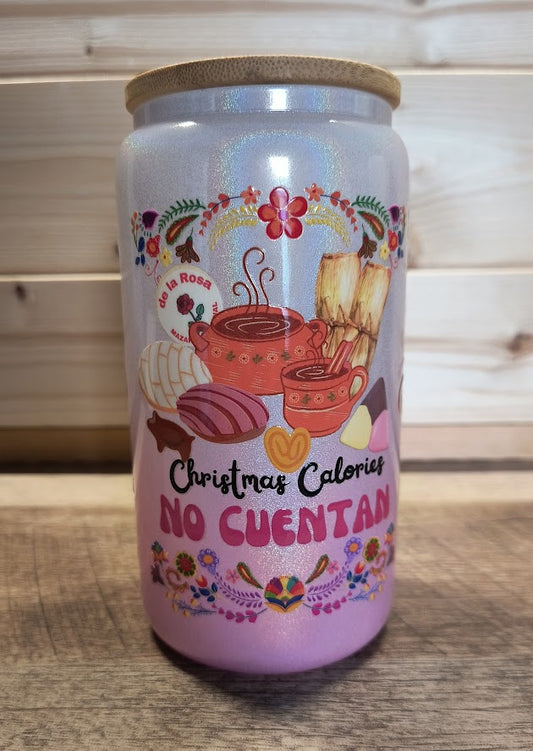 de la Rosa
Christmas Calories
NO CUENTAN